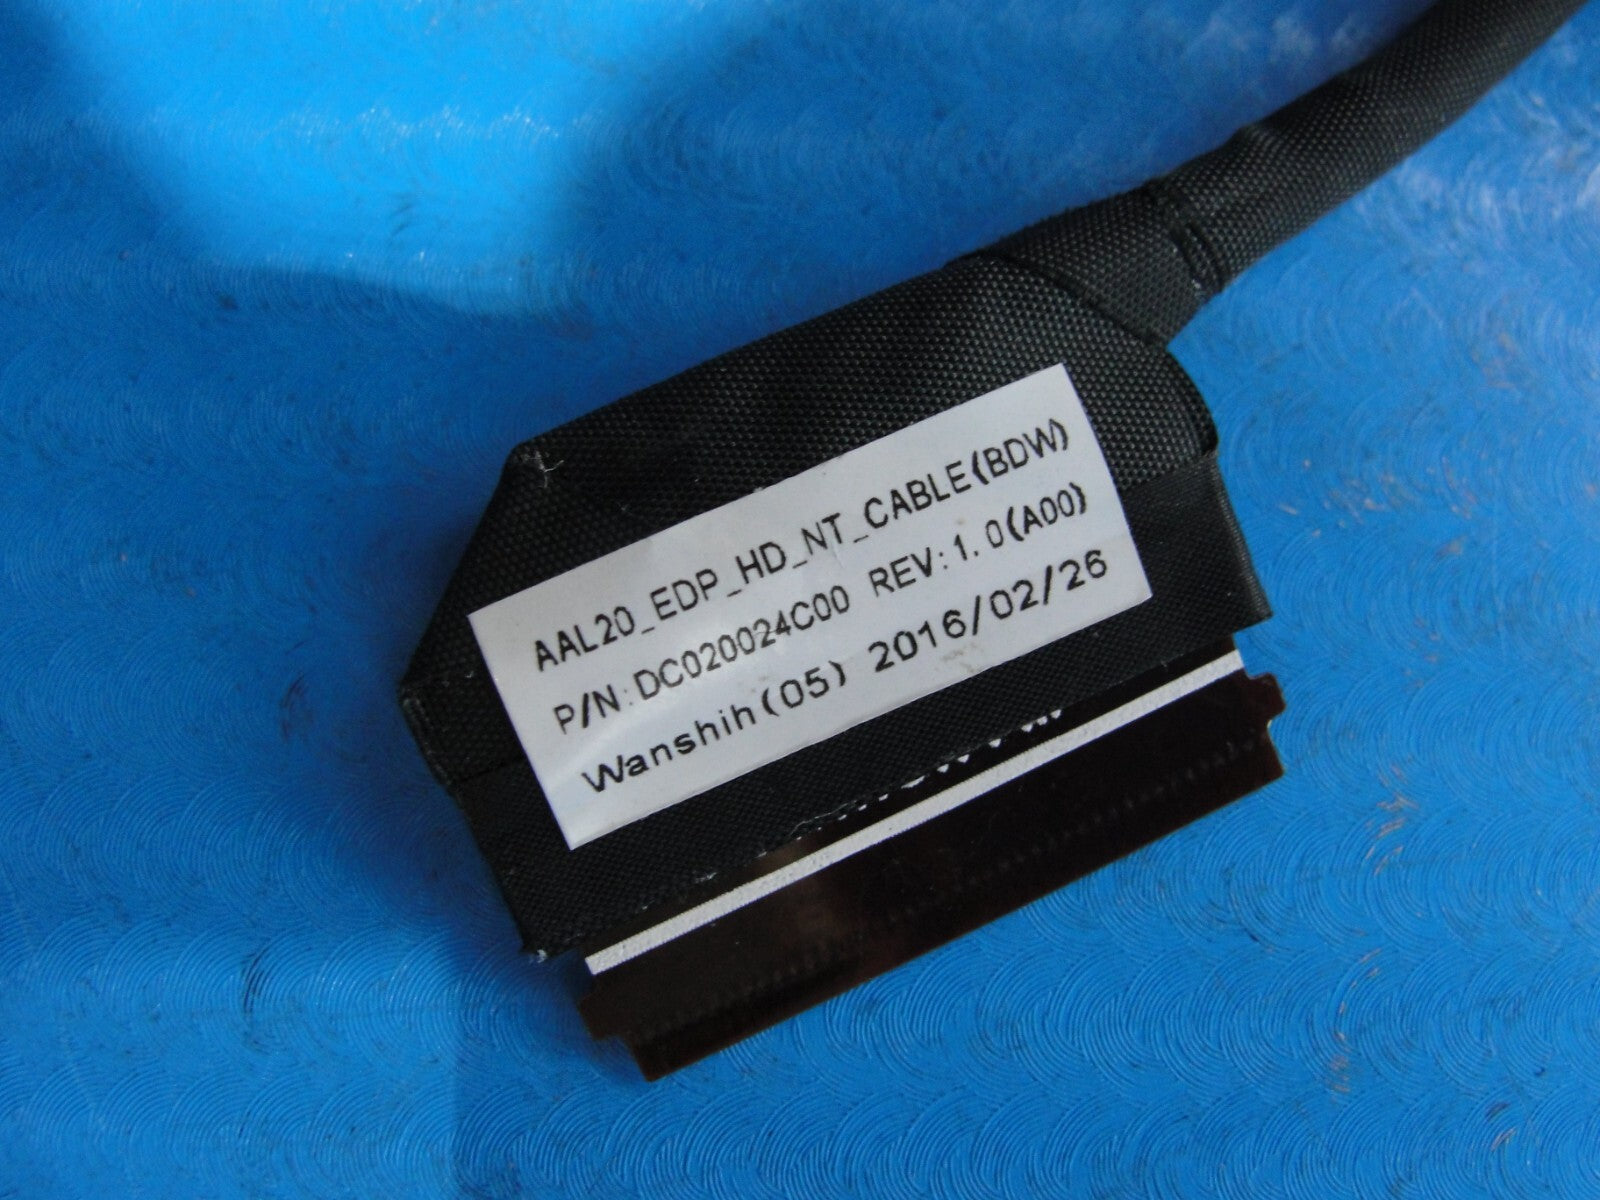 AAL20_EDP_HD_NT_CABLE(BDW)
P/N:DC020024C00 REV:1.0(A00)
Wanshih(05) 2016/02/26